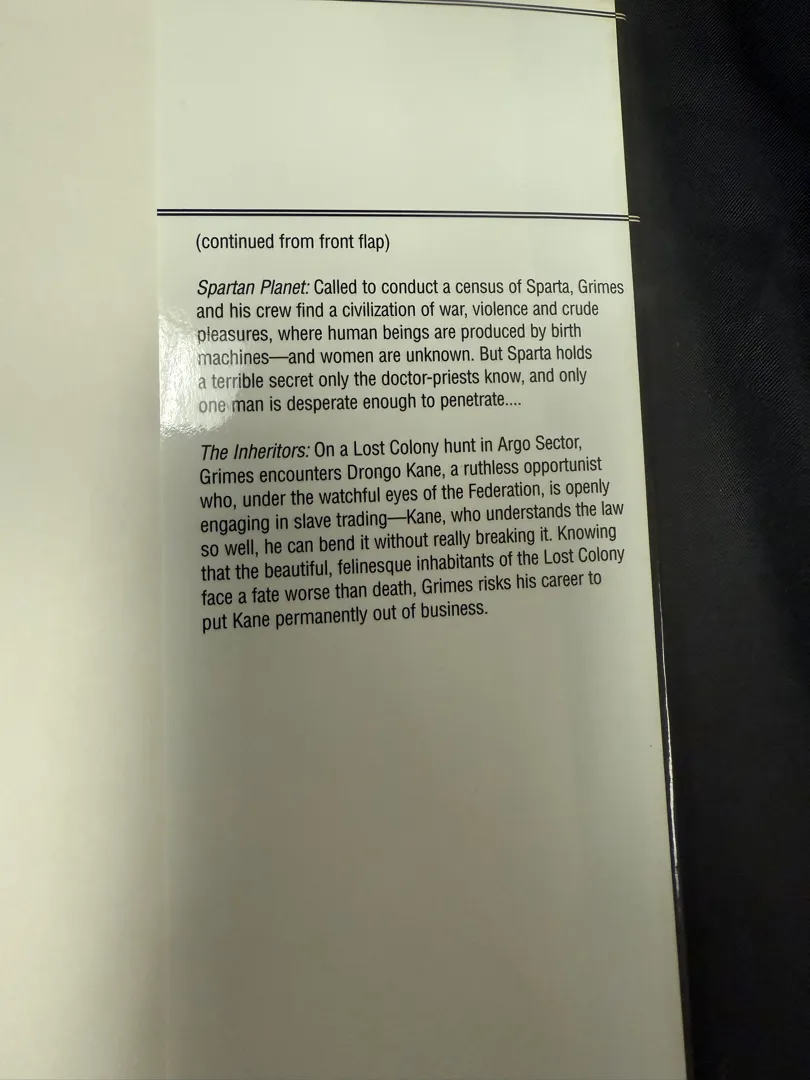 (continued from front flap)
Spartan Planet: Called to conduct a census of Sparta, Grimes
and his crew find a civilization of war, violence and crude
pleasures, where human beings are produced by birth
machines—and women are unknown. But Sparta holds
a terrible secret only the doctor-priests know, and only
one man is desperate enough to penetrate....
The Inheritors: On a Lost Colony hunt in Argo Sector,
Grimes encounters Drongo Kane, a ruthless opportunist
who, under the watchful eyes of the Federation, is openly
engaging in slave trading—Kane, who understands the law
so well, he can bend it without really breaking it. Knowing
that the beautiful, felinesque inhabitants of the Lost Colony
face a fate worse than death, Grimes risks his career to
put Kane permanently out of business.